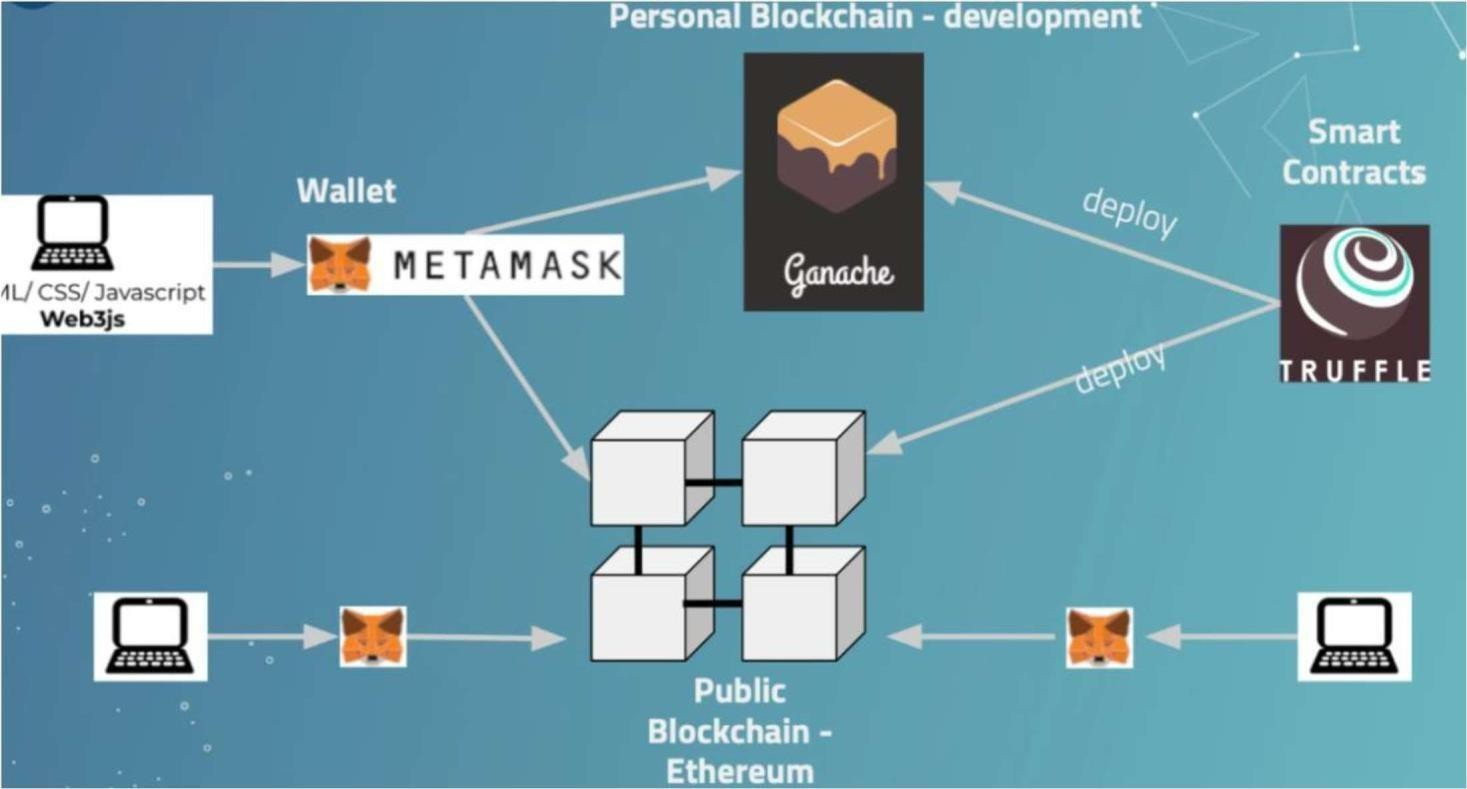 Personal Blockchain - development
Smart
Contracts
Wallet
deploy
METAMASK
Ganache
ML/ CSS/ Javascript
Web3js
deploy
TRUFFLE
Public
Blockchain -
Ethereum